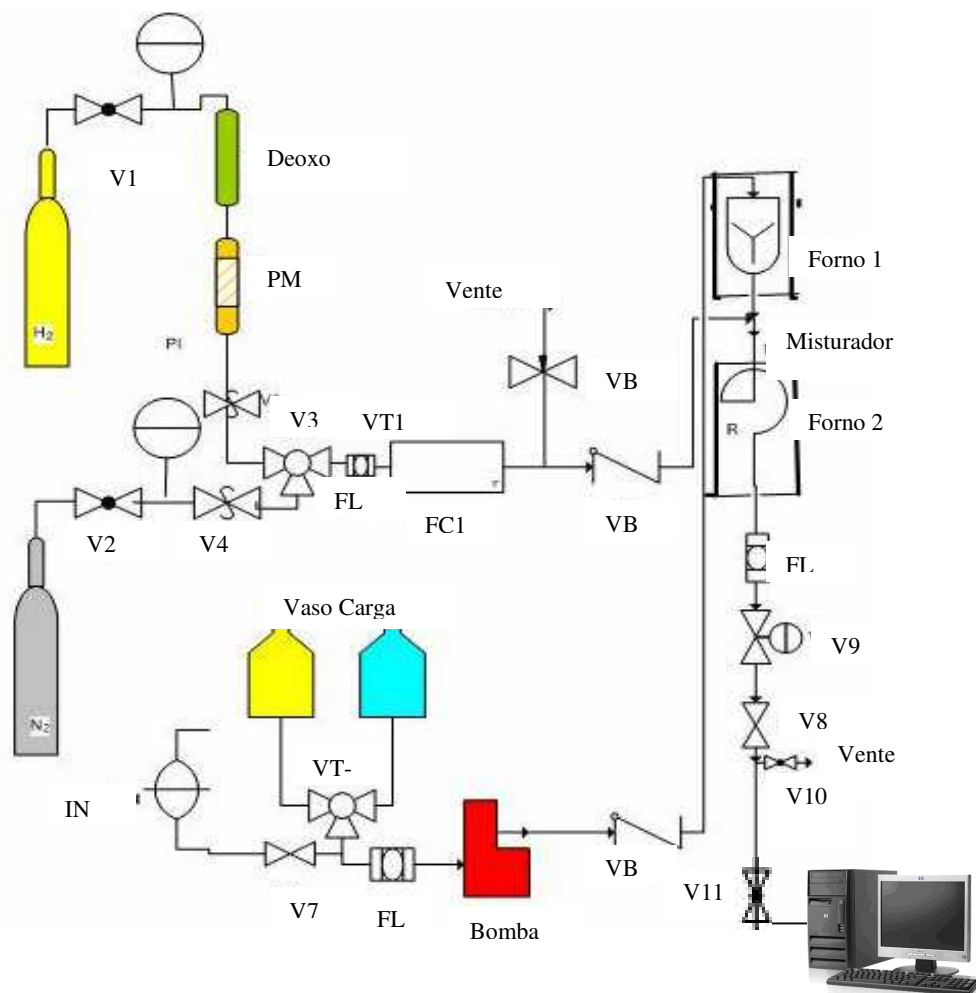 Deoxo
V1
PM
Forno 1
H2
PI
Vente
Misturador
VB
V3
VT1
Forno 2
R
FL
FC1
VB
V2
V4
FL
Vaso Carga
V9
N2
V8
VT-
Vente
IN
V10
VB
V11
V7
FL
Bomba